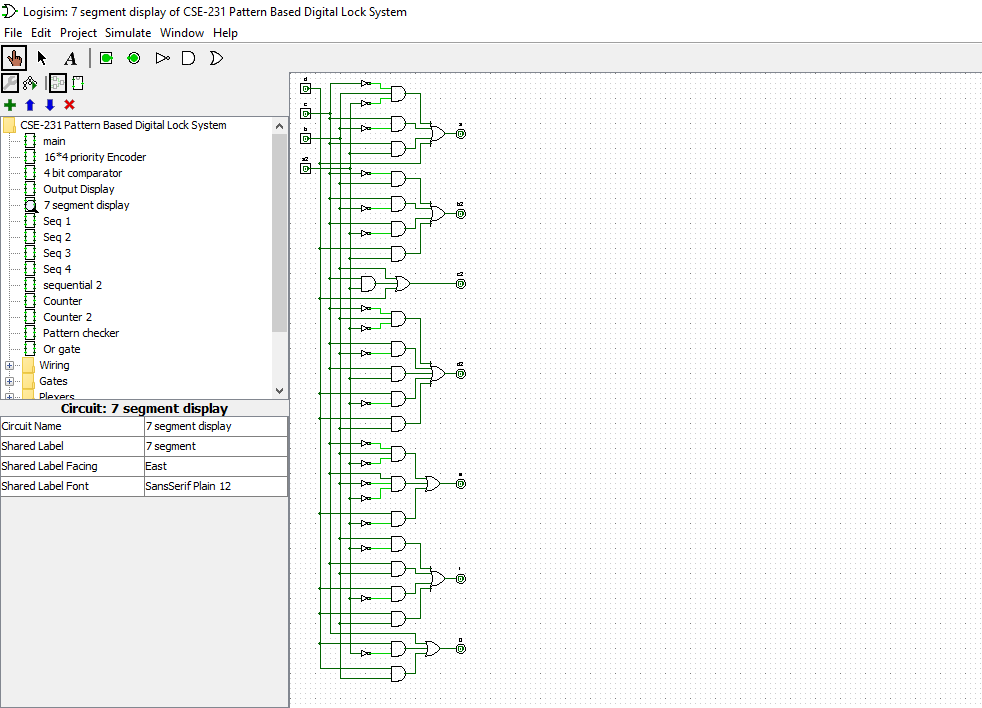 Logisim: 7 segment display of CSE-231 Pattern Based Digital Lock System
File Edit Project Simulate Window Help
A
CSE-231 Pattern Based Digital Lock System
main
16*4 priority Encoder
4 bit comparator
Output Display
7 segment display
Seq 1
Seq 2
Seq 3
Seq 4
sequential 2
Counter
Counter 2
Pattern checker
Or gate
Wiring
Gates
Plexers
Circuit: 7 segment display
Circuit Name 7 segment display
Shared Label 7 segment
Shared Label Facing East
Shared Label Font SansSerif Plain 12
d
c
b
a2